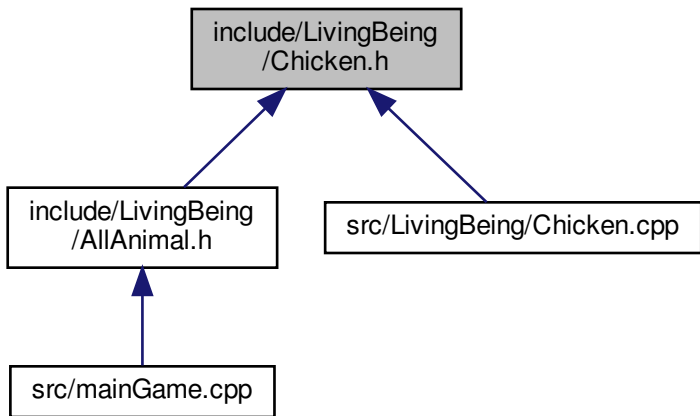 include/LivingBeing
/Chicken.h
include/LivingBeing
/AllAnimal.h
src/LivingBeing/Chicken.cpp
src/mainGame.cpp